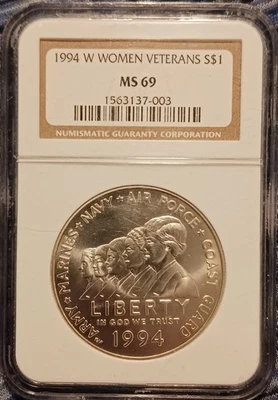 1994 W WOMEN VETERANS S$1
MS 69
1563137-003
NUMISMATIC GUARANTY CORPORATION
ARMY • MARINES • NAVY • AIR FORCE • COAST GUARD
LIBERTY
IN GOD WE TRUST
1994